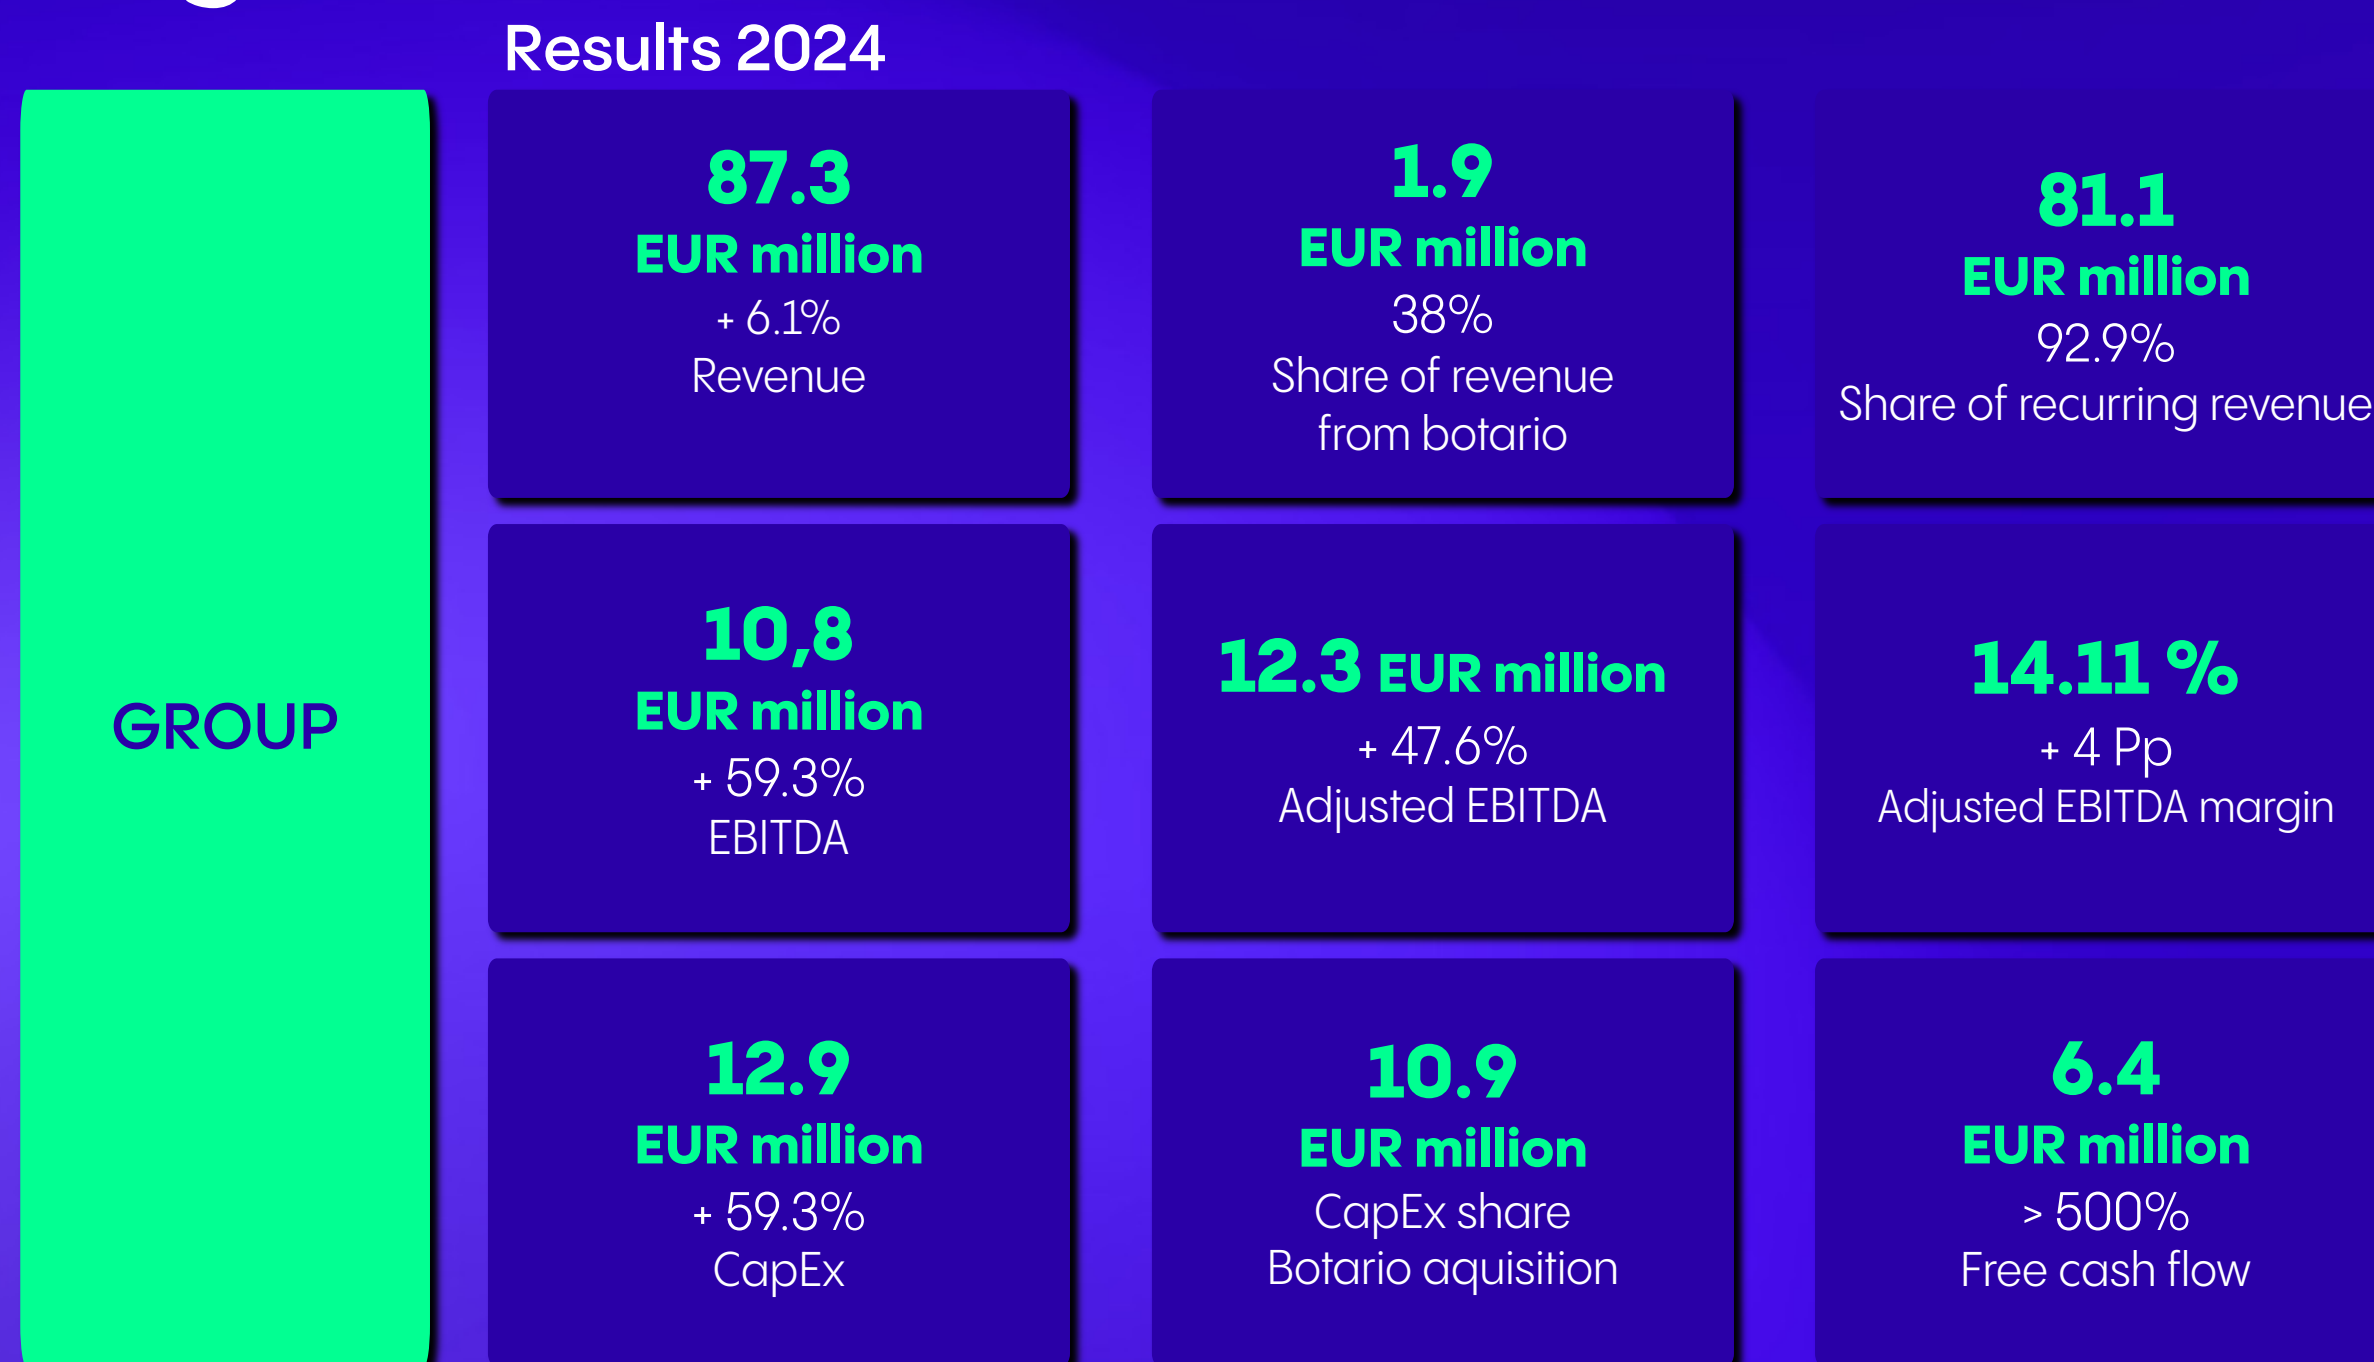 Results 2024
GROUP
87.3
EUR million
+ 6.1%
Revenue
1.9
EUR million
38%
Share of revenue
from botario
81.1
EUR million
92.9%
Share of recurring revenue
10,8
EUR million
+ 59.3%
EBITDA
12.3 EUR million
+ 47.6%
Adjusted EBITDA
14.11 %
+ 4 Pp
Adjusted EBITDA margin
12.9
EUR million
+ 59.3%
CapEx
10.9
EUR million
CapEx share
Botario aquisition
6.4
EUR million
> 500%
Free cash flow